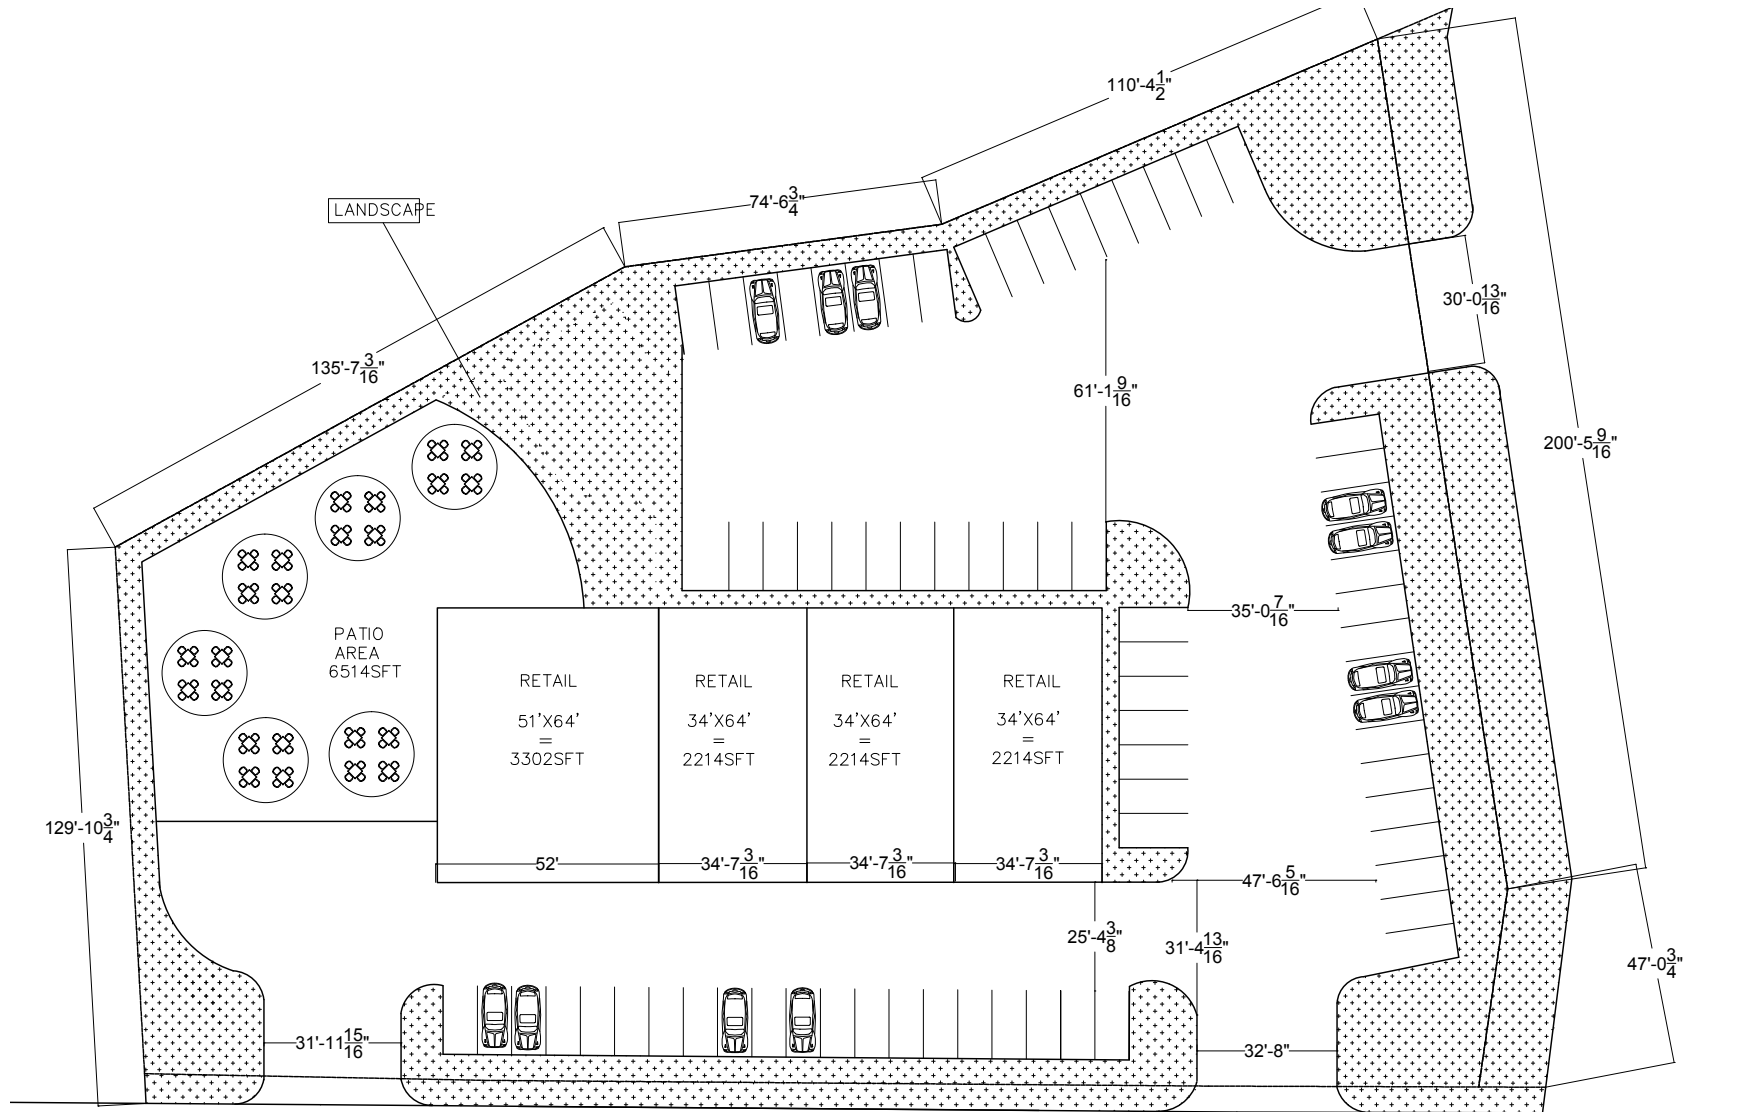 110'-4 1/2"
74'-6 3/4"
LANDSCAPE
30'-0 13/16"
135'-7 3/16"
61'-1 9/16"
200'-5 9/16"
35'-0 7/16"
PATIO
AREA
6514SFT
RETAIL
51'X64'
=
3302SFT
RETAIL
34'X64'
=
2214SFT
RETAIL
34'X64'
=
2214SFT
RETAIL
34'X64'
=
2214SFT
129'-10 3/4"
52'
34'-7 3/16"
34'-7 3/16"
34'-7 3/16"
47'-6 5/16"
25'-4 3/8"
31'-4 13/16"
47'-0 3/4"
31'-11 15/16"
32'-8"